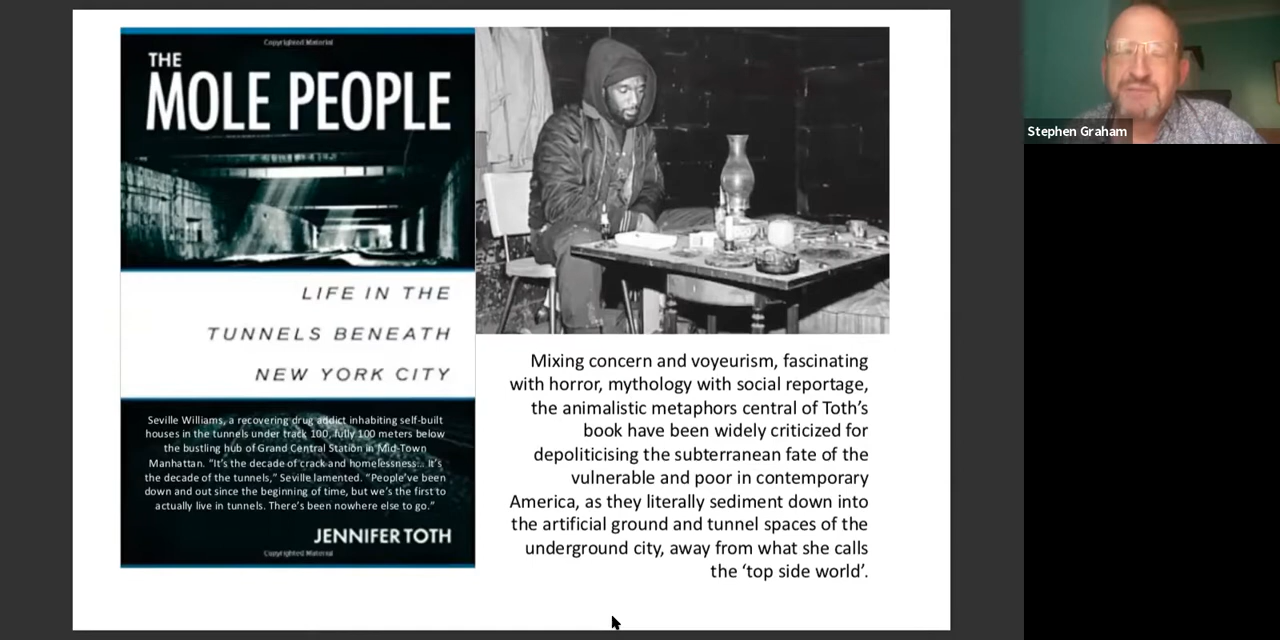 Copyrighted Material
THE
MOLE PEOPLE
LIFE IN THE
TUNNELS BENEATH
NEW YORK CITY
Seville Williams, a recovering drug addict inhabiting self-built
houses in the tunnels under track 100, fully 100 meters below
the bustling hub of Grand Central Station in Mid-Town
Manhattan. "It's the decade of crack and homelessness... It's
the decade of the tunnels," Seville lamented. "People've been
down and out since the beginning of time, but we's the first to
actually live in tunnels. There's been nowhere else to go."
JENNIFER TOTH
Copyrighted Material
Mixing concern and voyeurism, fascinating
with horror, mythology with social reportage,
the animalistic metaphors central of Toth's
book have been widely criticized for
depoliticising the subterranean fate of the
vulnerable and poor in contemporary
America, as they literally sediment down into
the artificial ground and tunnel spaces of the
underground city, away from what she calls
the 'top side world'.
Stephen Graham